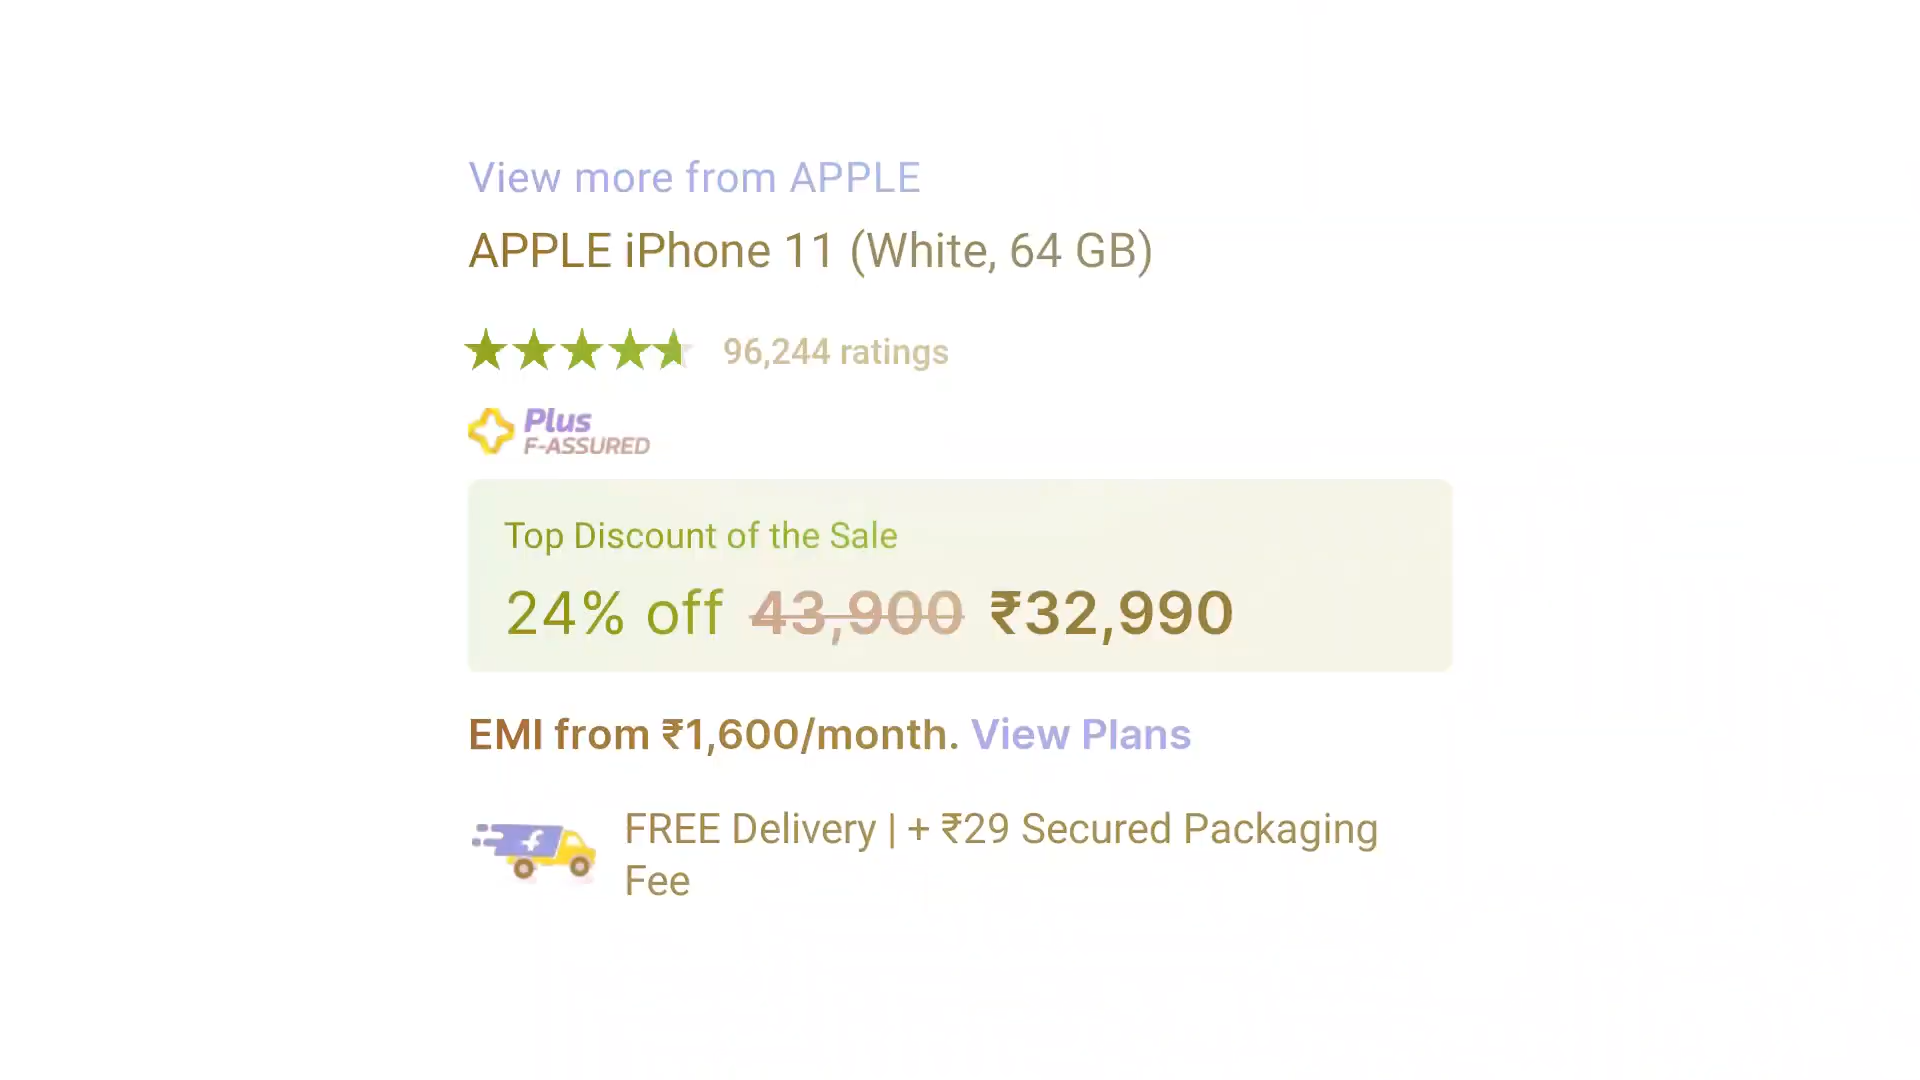 View more from APPLE
APPLE iPhone 11 (White, 64 GB)
96,244 ratings
Plus
F-ASSURED
Top Discount of the Sale
24% off 43,900 ₹32,990
EMI from ₹1,600/month. View Plans
FREE Delivery | + ₹29 Secured Packaging
Fee